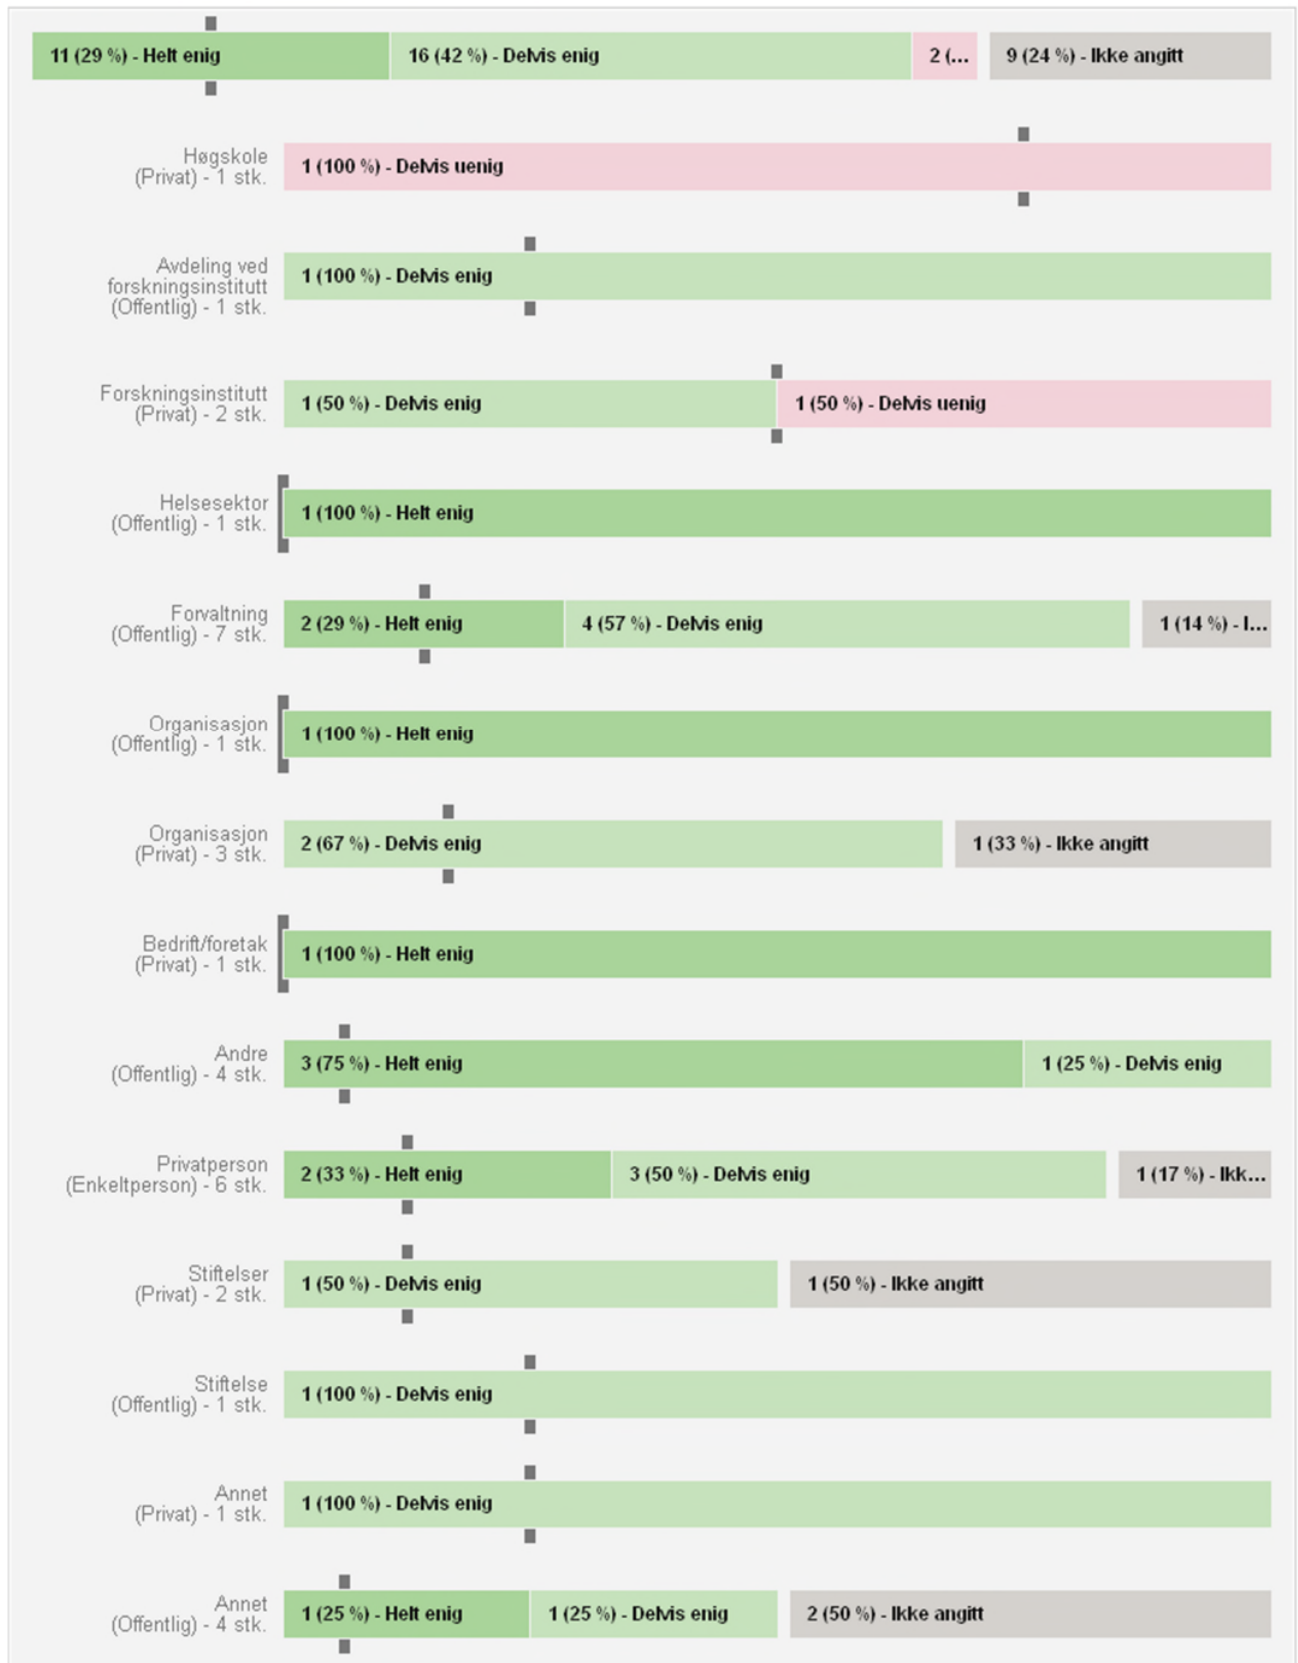 11 (29 %) - Helt enig 16 (42 %) - Delvis enig 2 (... 9 (24 %) - Ikke angitt
Høgskole
(Privat) - 1 stk.
1 (100 %) - Delvis uenig
Avdeling ved
forskningsinstitutt
(Offentlig) - 1 stk.
1 (100 %) - Delvis enig
Forskningsinstitutt
(Privat) - 2 stk.
1 (50 %) - Delvis enig 1 (50 %) - Delvis uenig
Helsesektor
(Offentlig) - 1 stk.
1 (100 %) - Helt enig
Forvaltning
(Offentlig) - 7 stk.
2 (29 %) - Helt enig 4 (57 %) - Delvis enig 1 (14 %) - I...
Organisasjon
(Offentlig) - 1 stk.
1 (100 %) - Helt enig
Organisasjon
(Privat) - 3 stk.
2 (67 %) - Delvis enig 1 (33 %) - Ikke angitt
Bedrift/foretak
(Privat) - 1 stk.
1 (100 %) - Helt enig
Andre
(Offentlig) - 4 stk.
3 (75 %) - Helt enig 1 (25 %) - Delvis enig
Privatperson
(Enkeltperson) - 6 stk.
2 (33 %) - Helt enig 3 (50 %) - Delvis enig 1 (17 %) - Ikk...
Stiftelser
(Privat) - 2 stk.
1 (50 %) - Delvis enig 1 (50 %) - Ikke angitt
Stiftelse
(Offentlig) - 1 stk.
1 (100 %) - Delvis enig
Annet
(Privat) - 1 stk.
1 (100 %) - Delvis enig
Annet
(Offentlig) - 4 stk.
1 (25 %) - Helt enig 1 (25 %) - Delvis enig 2 (50 %) - Ikke angitt